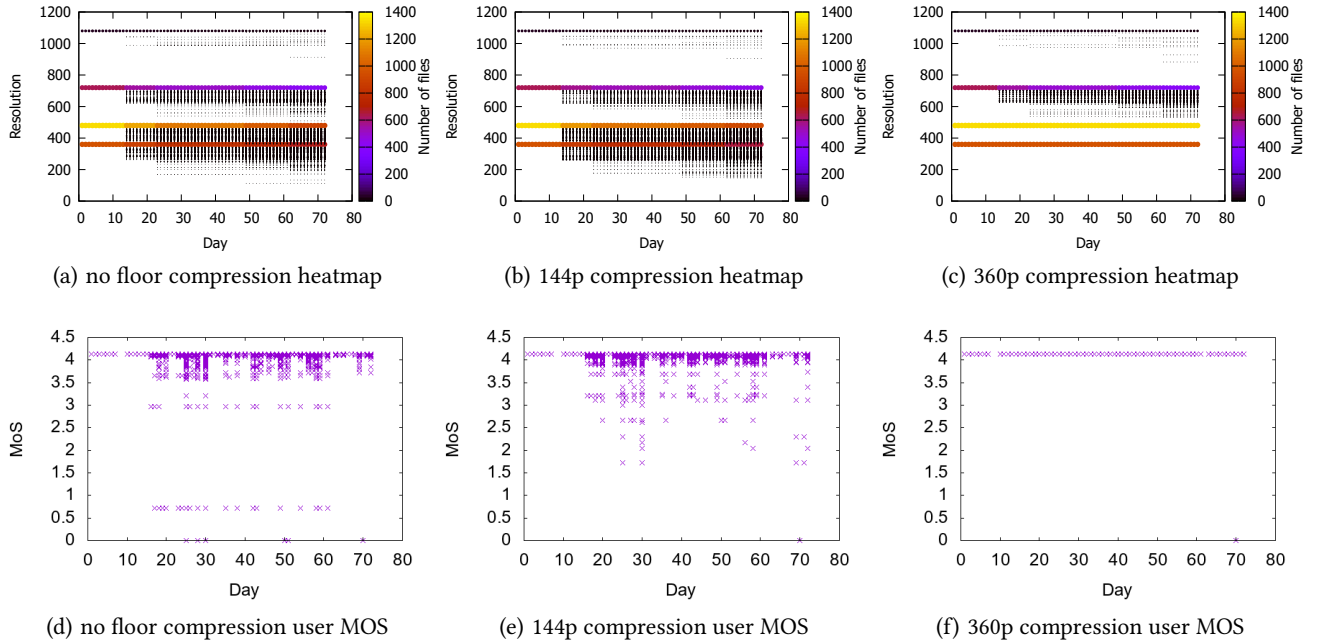 1200
1000
800
600
400
200
0
0 10 20 30 40 50 60 70 80
Resolution
Day
1400
1200
1000
800
600
400
200
0
Number of files
(a) no floor compression heatmap
1200
1000
800
600
400
200
0
0 10 20 30 40 50 60 70 80
Resolution
Day
1400
1200
1000
800
600
400
200
0
Number of files
(b) 144p compression heatmap
1200
1000
800
600
400
200
0
0 10 20 30 40 50 60 70 80
Resolution
Day
1400
1200
1000
800
600
400
200
0
Number of files
(c) 360p compression heatmap
4.5
4
3.5
3
2.5
2
1.5
1
0.5
0
0 10 20 30 40 50 60 70 80
MoS
Day
(d) no floor compression user MOS
4.5
4
3.5
3
2.5
2
1.5
1
0.5
0
0 10 20 30 40 50 60 70 80
MoS
Day
(e) 144p compression user MOS
4.5
4
3.5
3
2.5
2
1.5
1
0.5
0
0 10 20 30 40 50 60 70 80
MoS
Day
(f) 360p compression user MOS